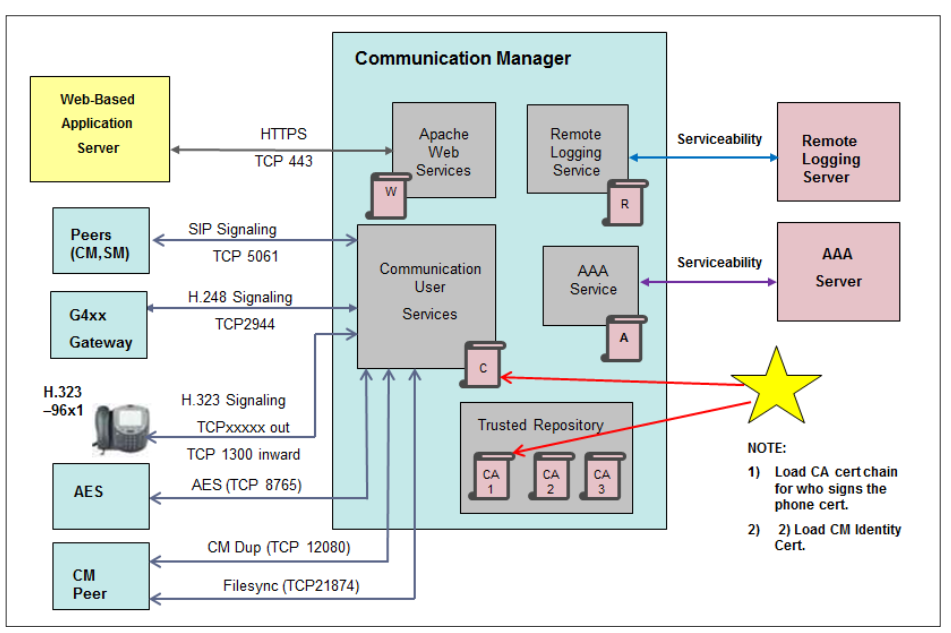 Communication Manager
Web-Based
Application
Server
HTTPS
TCP 443
Apache
Web
Services
W
Remote
Logging
Service
R
Serviceability
Remote
Logging
Server
Peers
(CM,SM)
SIP Signaling
TCP 5061
Communication
User
Services
C
AAA
Service
A
Serviceability
AAA
Server
G4xx
Gateway
H.248 Signaling
TCP2944
H.323
–96x1
H.323 Signaling
TCPxxxxx out
TCP 1300 inward
Trusted Repository
CA
1
CA
2
CA
3
NOTE:
1) Load CA cert chain
for who signs the
phone cert.
2) 2) Load CM Identity
Cert.
AES
AES (TCP 8765)
CM
Peer
CM Dup (TCP 12080)
Filesync (TCP21874)